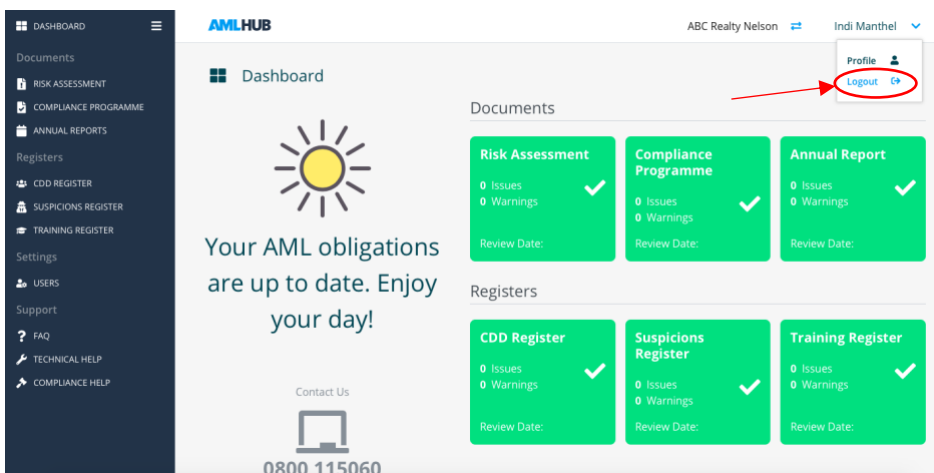 DASHBOARD
Documents
RISK ASSESSMENT
COMPLIANCE PROGRAMME
ANNUAL REPORTS
Registers
CDD REGISTER
SUSPICIONS REGISTER
TRAINING REGISTER
Settings
USERS
Support
? FAQ
TECHNICAL HELP
COMPLIANCE HELP
AMLHUB
ABC Realty Nelson
Indi Manthel
Profile
Logout
Dashboard
Your AML obligations
are up to date. Enjoy
your day!
Contact Us
0800 115060
Documents
Risk Assessment
0 Issues
0 Warnings
Review Date:
Compliance
Programme
0 Issues
0 Warnings
Review Date:
Annual Report
0 Issues
0 Warnings
Review Date:
Registers
CDD Register
0 Issues
0 Warnings
Review Date:
Suspicions
Register
0 Issues
0 Warnings
Review Date:
Training Register
0 Issues
0 Warnings
Review Date: